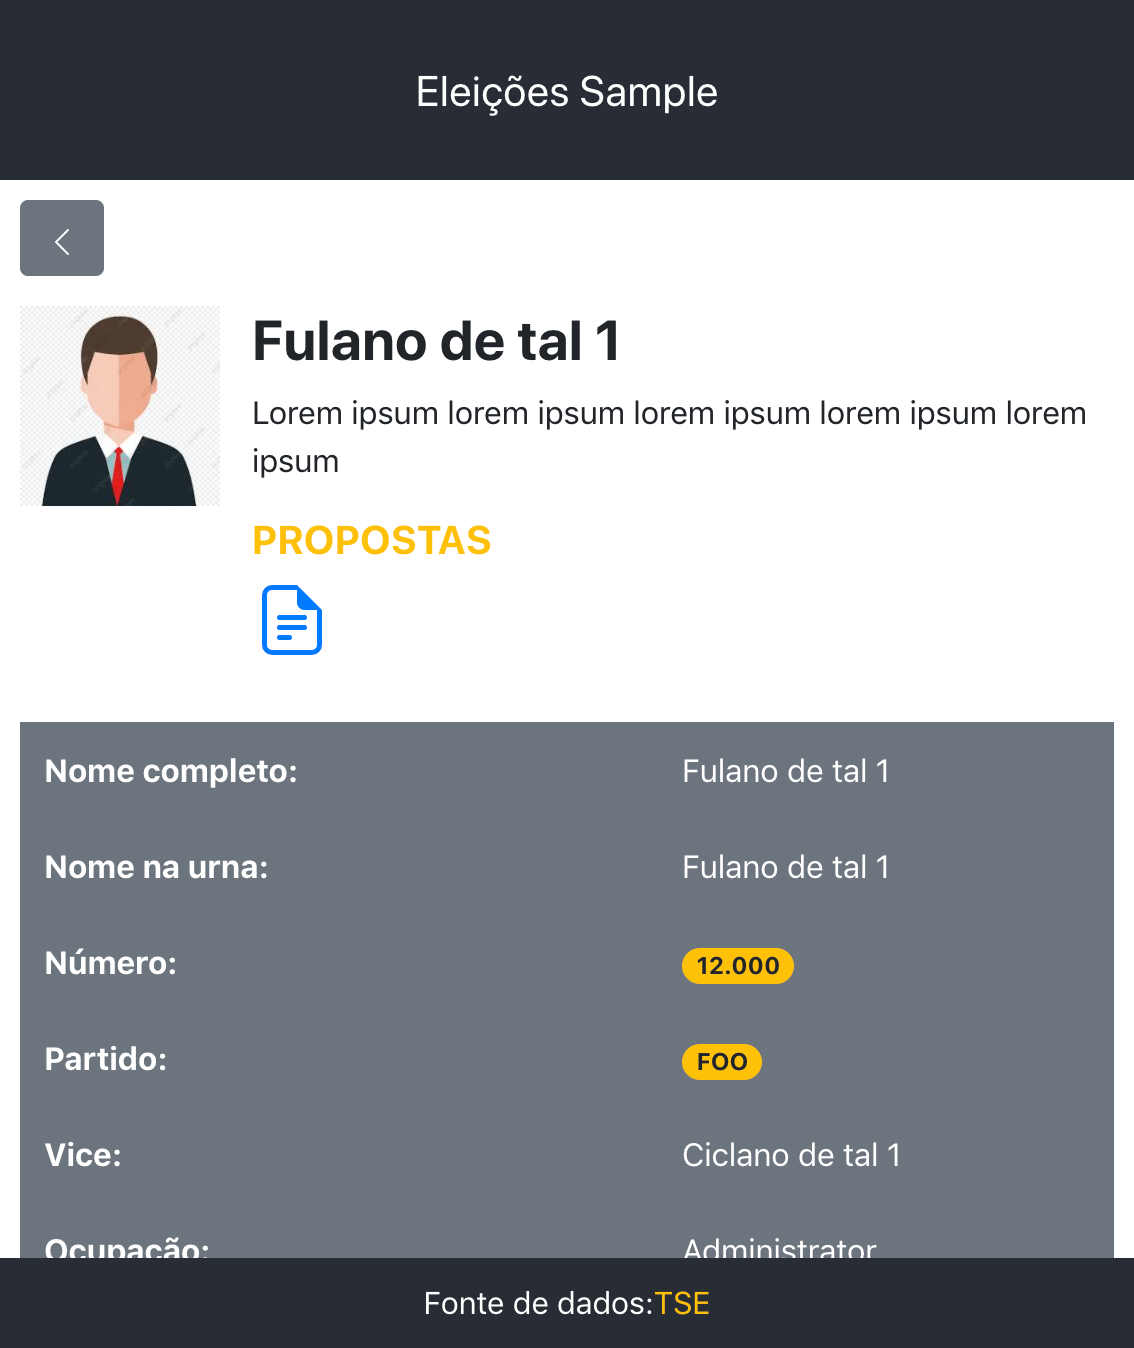 Eleições Sample
Fulano de tal 1
Lorem ipsum lorem ipsum lorem ipsum lorem ipsum lorem
ipsum
PROPOSTAS
Nome completo: Fulano de tal 1
Nome na urna: Fulano de tal 1
Número: 12.000
Partido: FOO
Vice: Ciclano de tal 1
Ocupação: Administrator
Fonte de dados:TSE